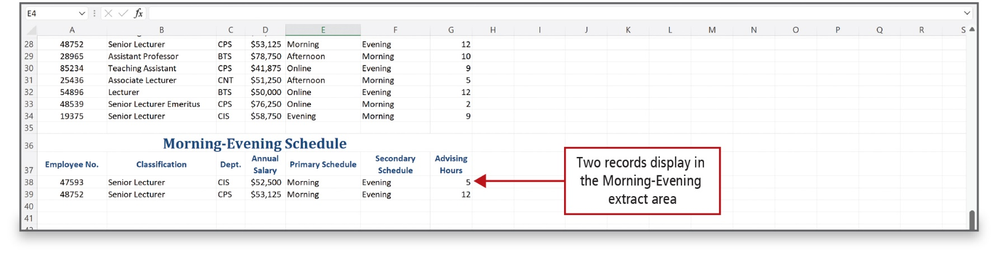 E4 fx
A B C D E F G H I J K L M N O P Q R S
28 48752 Senior Lecturer CPS $53,125 Morning Evening 12
29 28965 Assistant Professor BTS $78,750 Afternoon Morning 10
30 85234 Teaching Assistant CPS $41,875 Online Evening 9
31 25436 Associate Lecturer CNT $51,250 Afternoon Morning 5
32 54896 Lecturer BTS $50,000 Online Evening 12
33 48539 Senior Lecturer Emeritus CPS $76,250 Online Morning 2
34 19375 Senior Lecturer CIS $58,750 Evening Morning 9
35
36 Morning-Evening Schedule
Annual Secondary Advising
Employee No. Classification Dept. Primary Schedule
37 Salary Schedule Hours
38 47593 Senior Lecturer CIS $52,500 Morning Evening 5
39 48752 Senior Lecturer CPS $53,125 Morning Evening 12
40
41
Two records display in
the Morning-Evening
extract area